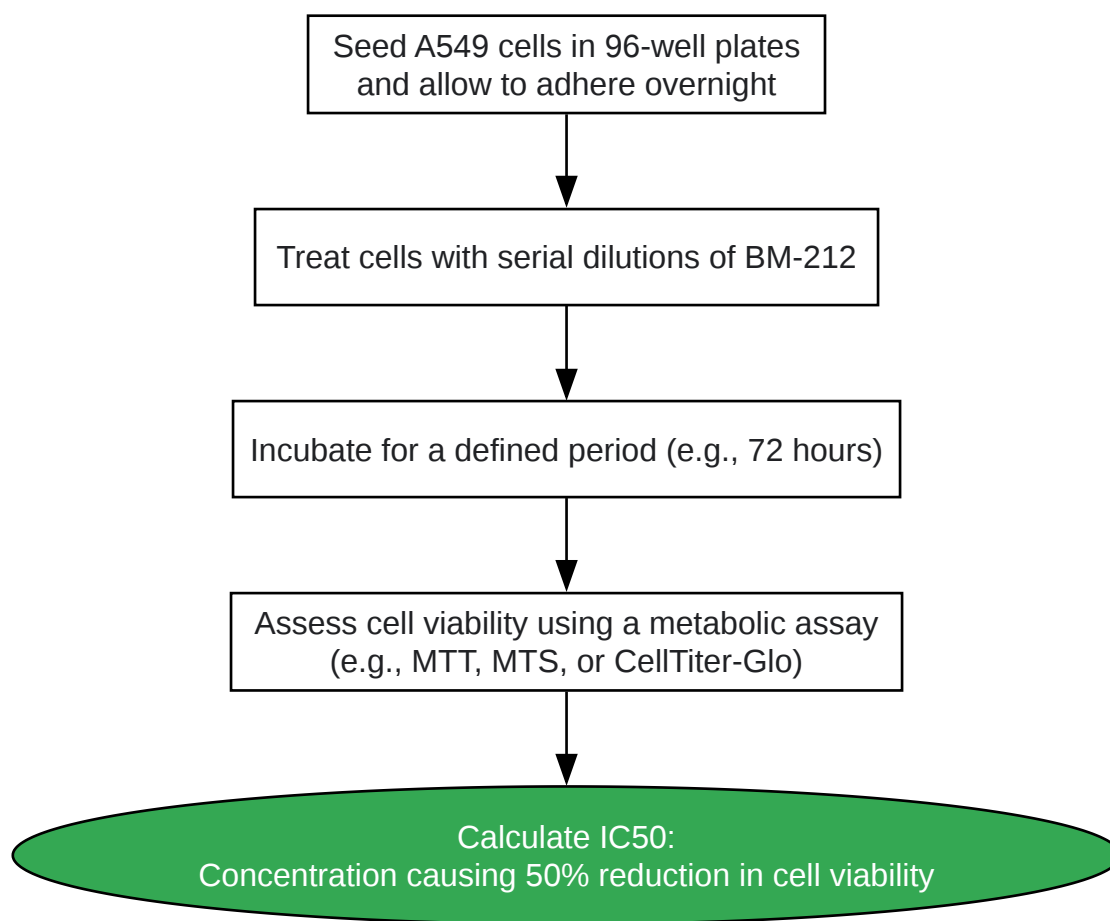 Seed A549 cells in 96-well plates
and allow to adhere overnight
Treat cells with serial dilutions of BM-212
Incubate for a defined period (e.g., 72 hours)
Assess cell viability using a metabolic assay
(e.g., MTT, MTS, or CellTiter-Glo)
Calculate IC50:
Concentration causing 50% reduction in cell viability